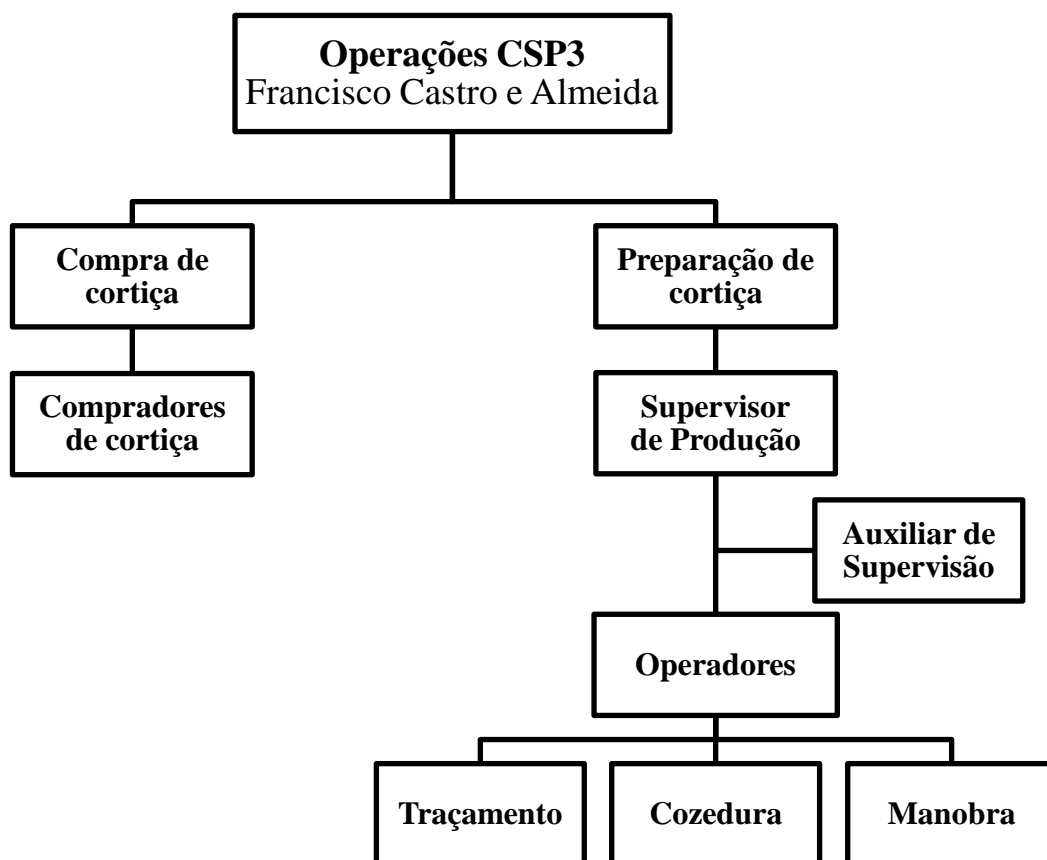 Operações CSP3
Francisco Castro e Almeida
Compra de
cortiça
Preparação de
cortiça
Compradores
de cortiça
Supervisor
de Produção
Auxiliar de
Supervisão
Operadores
Traçamento
Cozedura
Manobra